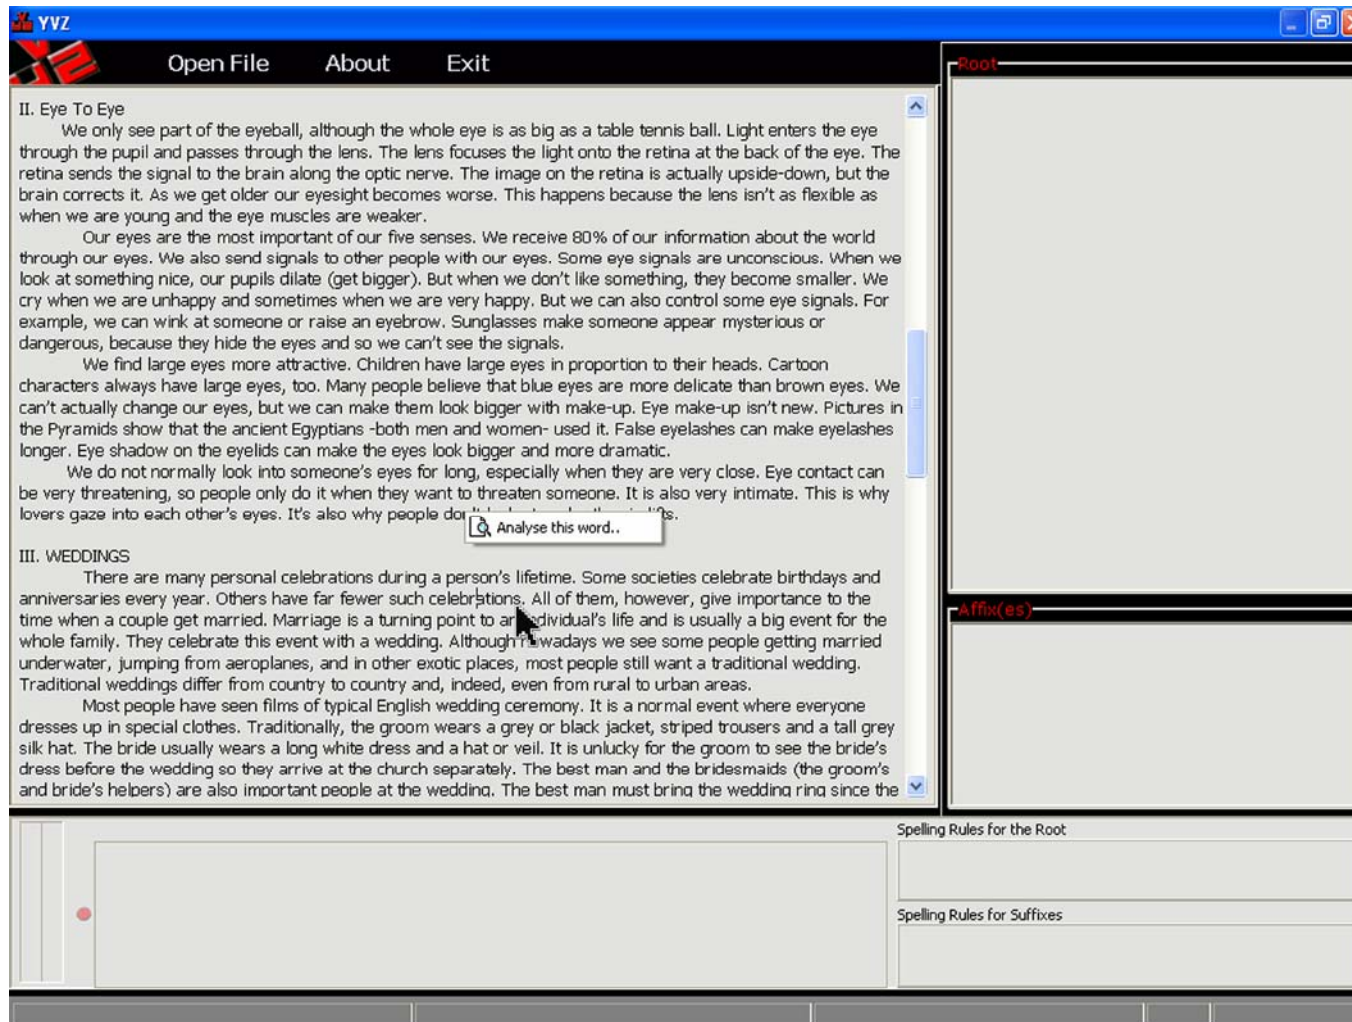 YVZ
Open File About Exit
Root
II. Eye To Eye
We only see part of the eyeball, although the whole eye is as big as a table tennis ball. Light enters the eye
through the pupil and passes through the lens. The lens focuses the light onto the retina at the back of the eye. The
retina sends the signal to the brain along the optic nerve. The image on the retina is actually upside-down, but the
brain corrects it. As we get older our eyesight becomes worse. This happens because the lens isn't as flexible as
when we are young and the eye muscles are weaker.
Our eyes are the most important of our five senses. We receive 80% of our information about the world
through our eyes. We also send signals to other people with our eyes. Some eye signals are unconscious. When we
look at something nice, our pupils dilate (get bigger). But when we don't like something, they become smaller. We
cry when we are unhappy and sometimes when we are very happy. But we can also control some eye signals. For
example, we can wink at someone or raise an eyebrow. Sunglasses make someone appear mysterious or
dangerous, because they hide the eyes and so we can't see the signals.
We find large eyes more attractive. Children have large eyes in proportion to their heads. Cartoon
characters always have large eyes, too. Many people believe that blue eyes are more delicate than brown eyes. We
can't actually change our eyes, but we can make them look bigger with make-up. Eye make-up isn't new. Pictures in
the Pyramids show that the ancient Egyptians -both men and women- used it. False eyelashes can make eyelashes
longer. Eye shadow on the eyelids can make the eyes look bigger and more dramatic.
We do not normally look into someone's eyes for long, especially when they are very close. Eye contact can
be very threatening, so people only do it when they want to threaten someone. It is also very intimate. This is why
lovers gaze into each other's eyes. It's also why people
Analyse this word..
III. WEDDINGS
There are many personal celebrations during a person's lifetime. Some societies celebrate birthdays and
anniversaries every year. Others have far fewer such celebrations. All of them, however, give importance to the
time when a couple get married. Marriage is a turning point to an individual's life and is usually a big event for the
whole family. They celebrate this event with a wedding. Although nowadays we see some people getting married
underwater, jumping from aeroplanes, and in other exotic places, most people still want a traditional wedding.
Traditional weddings differ from country to country and, indeed, even from rural to urban areas.
Most people have seen films of typical English wedding ceremony. It is a normal event where everyone
dresses up in special clothes. Traditionally, the groom wears a grey or black jacket, striped trousers and a tall grey
silk hat. The bride usually wears a long white dress and a hat or veil. It is unlucky for the groom to see the bride's
dress before the wedding so they arrive at the church separately. The best man and the bridesmaids (the groom's
and bride's helpers) are also important people at the wedding. The best man must bring the wedding ring since the
Affix(es)
Spelling Rules for the Root
Spelling Rules for Suffixes